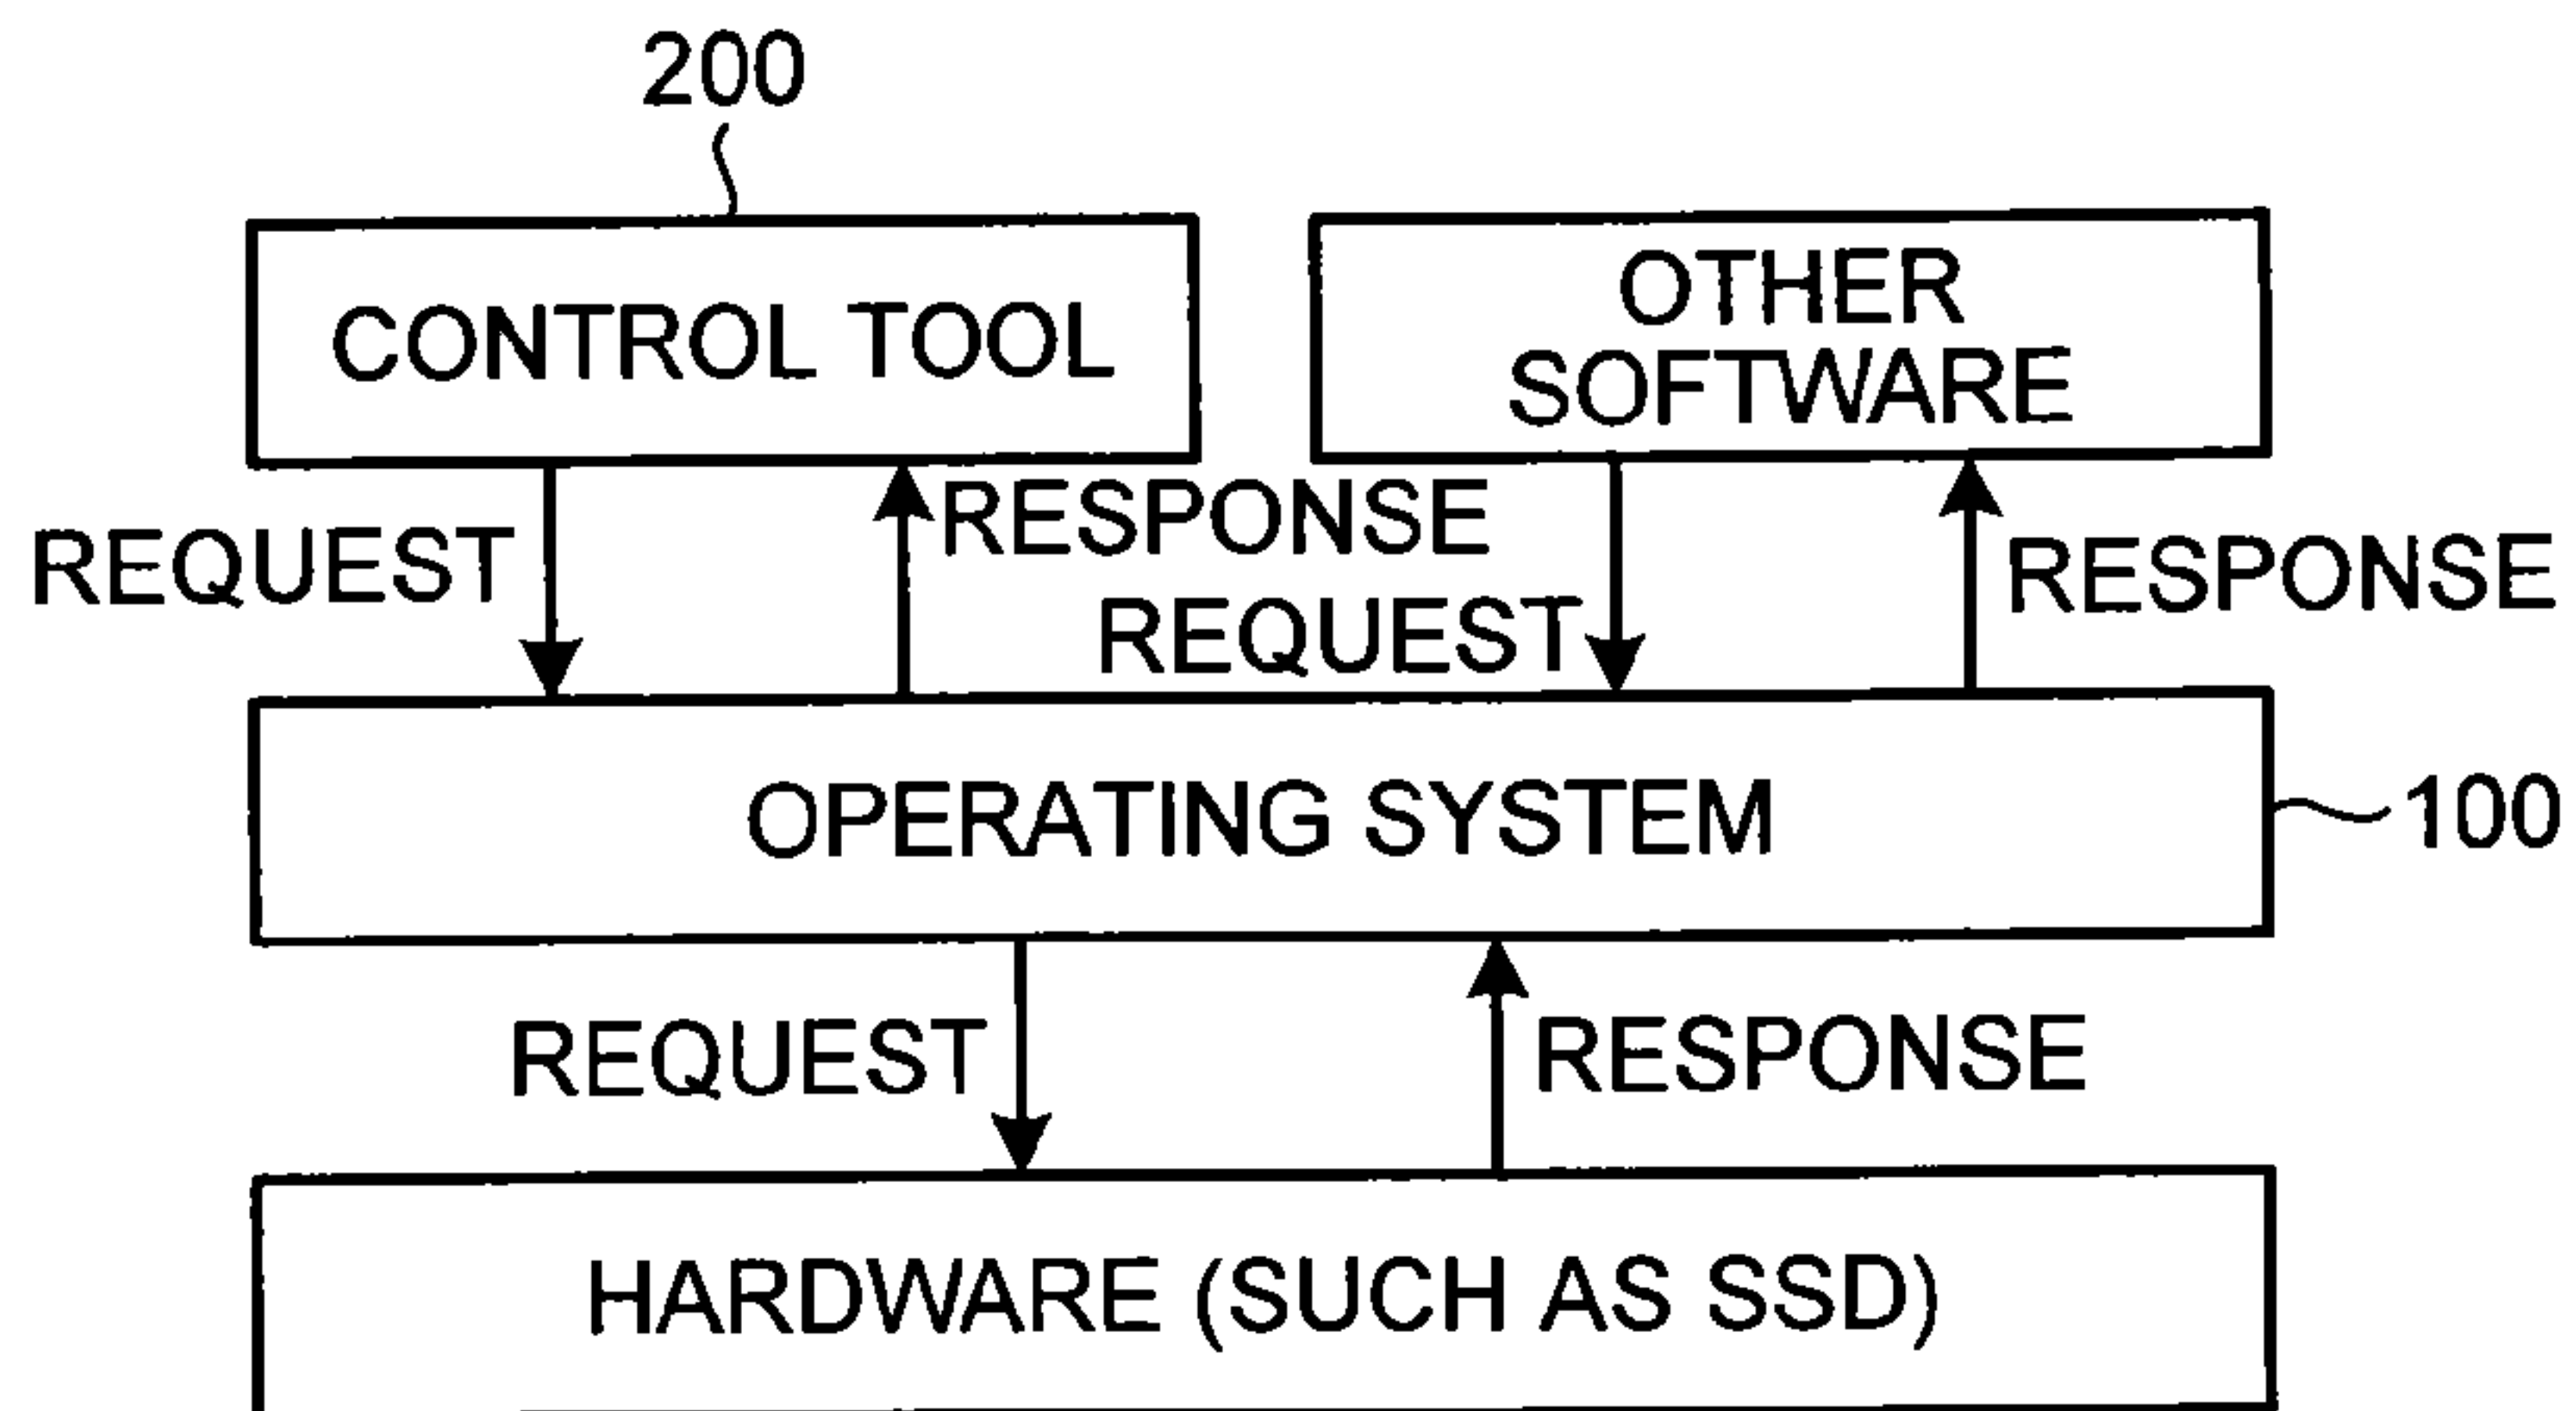 200
CONTROL TOOL
OTHER
SOFTWARE
REQUEST
RESPONSE
REQUEST
RESPONSE
OPERATING SYSTEM
100
REQUEST
RESPONSE
HARDWARE (SUCH AS SSD)